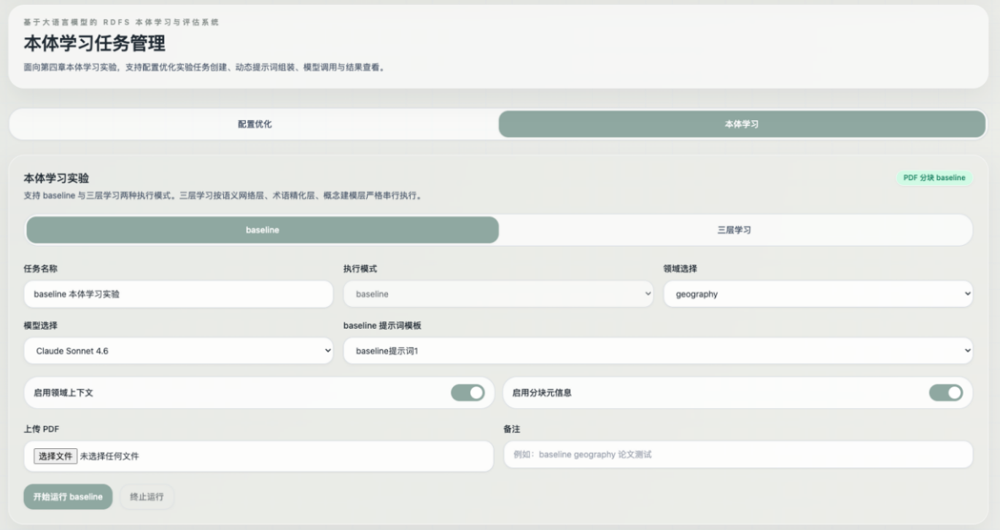 基于大语言模型的 RDFS 本体学习与评估系统
本体学习任务管理
面向第四章本体学习实验，支持配置优化实验任务创建、动态提示词组装、模型调用与结果查看。
配置优化
本体学习
本体学习实验
PDF 分块 baseline
支持 baseline 与三层学习两种执行模式。三层学习按语义网络层、术语精化层、概念建模层严格串行执行。
baseline
三层学习
任务名称
执行模式
领域选择
baseline 本体学习实验
baseline
geography
模型选择
baseline 提示词模板
Claude Sonnet 4.6
baseline提示词1
启用领域上下文
启用分块元信息
上传 PDF
备注
选择文件 未选择任何文件
例如：baseline geography 论文测试
开始运行 baseline
终止运行